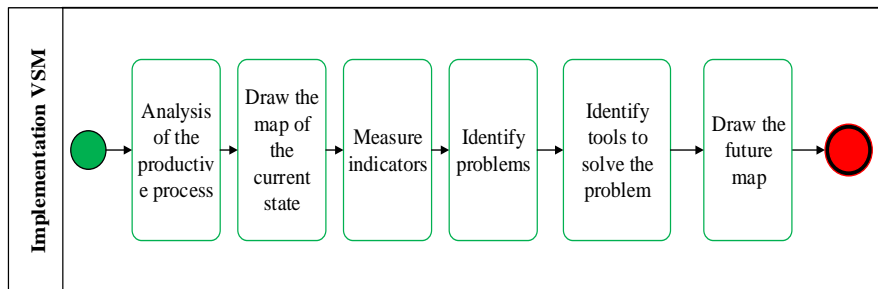 Implementation VSM
Analysis
of the
productiv
e process
Draw the
map of
the
current
state
Measure
indicators
Identify
problems
Identify
tools to
solve the
problem
Draw the
future
map